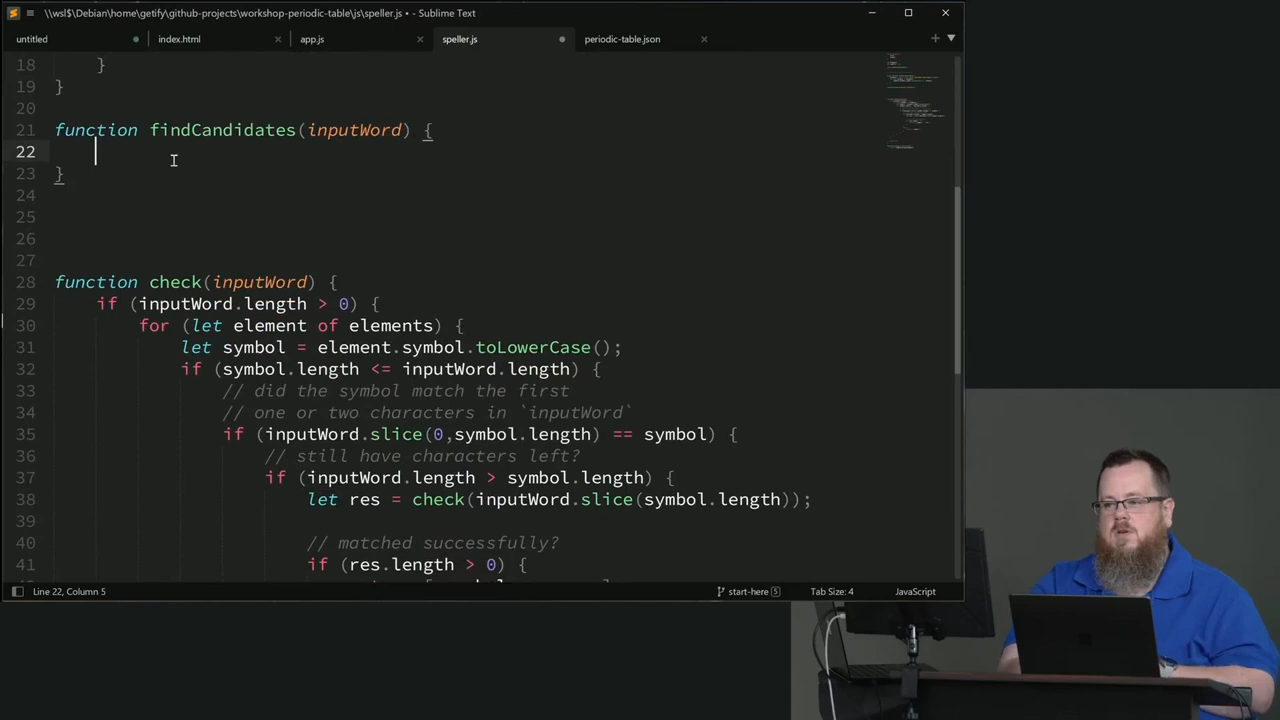 \\wsl$\Debian\home\getify\github-projects\workshop-periodic-table\js\speller.js • - Sublime Text
untitled
index.html
app.js
speller.js
periodic-table.json
18 }
19 }
20
21 function findCandidates(inputWord) {
22
23 }
24
25
26
27
28 function check(inputWord) {
29 if (inputWord.length > 0) {
30 for (let element of elements) {
31 let symbol = element.symbol.toLowerCase();
32 if (symbol.length <= inputWord.length) {
33 // did the symbol match the first
34 // one or two characters in `inputWord`
35 if (inputWord.slice(0,symbol.length) == symbol) {
36 // still have characters left?
37 if (inputWord.length > symbol.length) {
38 let res = check(inputWord.slice(symbol.length));
39
40 // matched successfully?
41 if (res.length > 0) {
Line 22, Column 5
start-here 5
Tab Size: 4
JavaScript